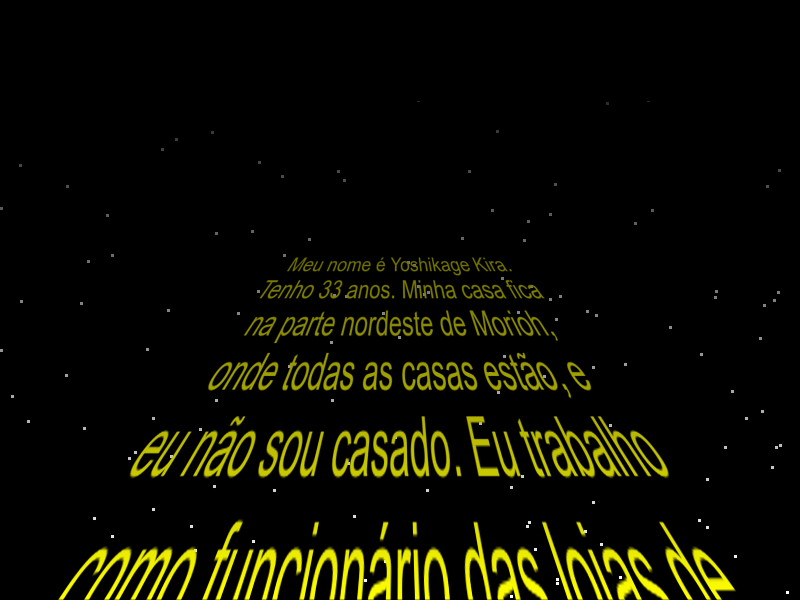 Meu nome é Yoshikage Kira.
Tenho 33 anos. Minha casa fica
na parte nordeste de Morioh,
onde todas as casas estão, e
eu não sou casado. Eu trabalho
como funcionário das lojas de